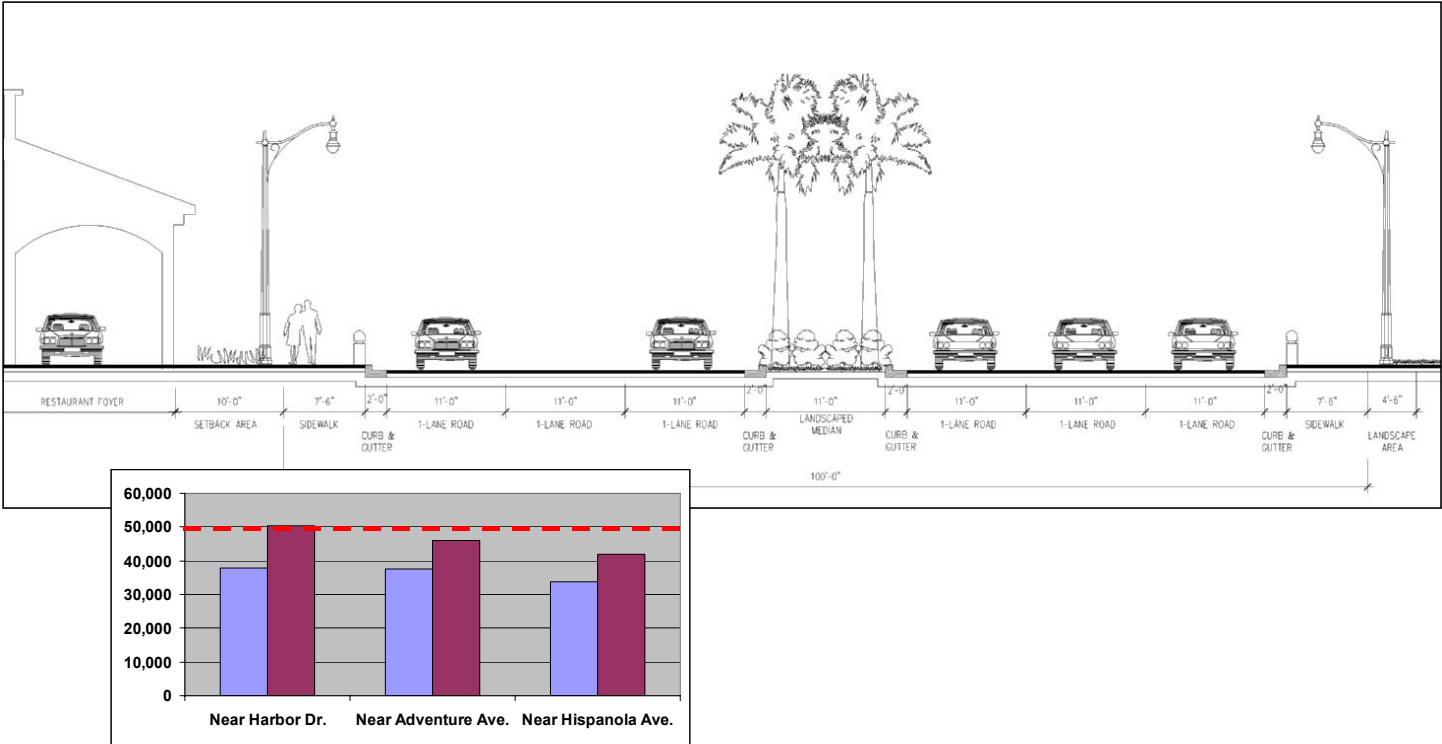 RESTAURANT FOYER
10'-0"
7'-6"
2'-0"
11'-0"
11'-0"
11'-0"
2'-0"
11'-0"
2'-0"
11'-0"
11'-0"
11'-0"
2'-0"
7'-6"
4'-6"
SETBACK AREA
SIDEWALK
CURB &
GUTTER
1-LANE ROAD
1-LANE ROAD
1-LANE ROAD
CURB &
GUTTER
LANDSCAPED
MEDIAN
CURB &
GUTTER
1-LANE ROAD
1-LANE ROAD
1-LANE ROAD
CURB &
GUTTER
SIDEWALK
LANDSCAPE
AREA
100'-0"
60,000
50,000
40,000
30,000
20,000
10,000
0
Near Harbor Dr.
Near Adventure Ave.
Near Hispanola Ave.